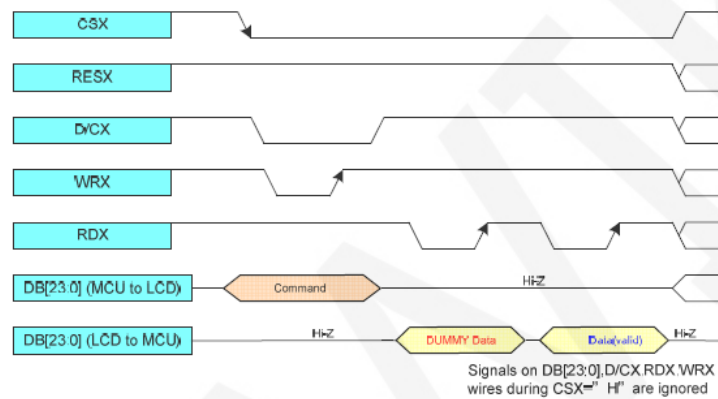 CSX
RESX
D/CX
WRX
RDX
DB[23:0] (MCU to LCD)
Command
Hi-Z
DB[23:0] (LCD to MCU)
Hi-Z
DUMMY Data
Data(valid)
Hi-Z
Signals on DB[23:0],D/CX.RDX.WRX
wires during CSX=" H" are ignored